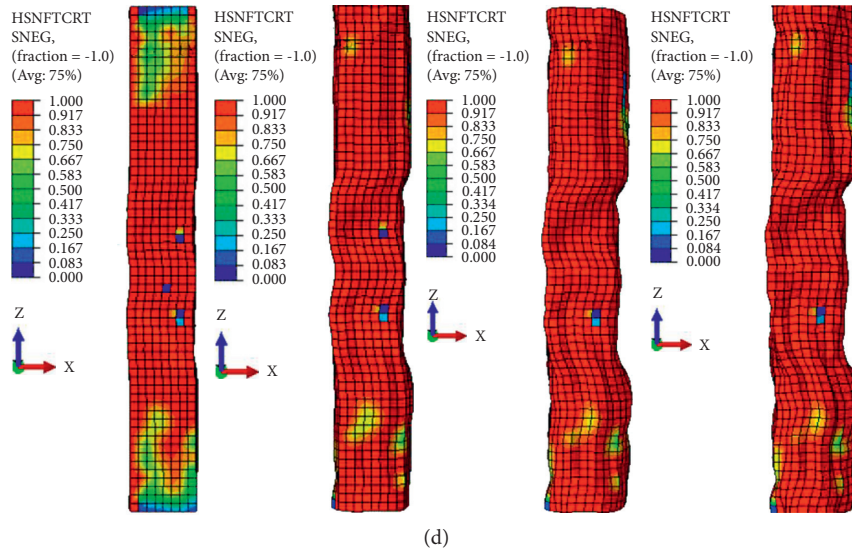 HSNFTCRT
SNEG,
(fraction = -1.0)
(Avg: 75%)
1.000
0.917
0.833
0.750
0.667
0.583
0.500
0.417
0.333
0.250
0.167
0.083
0.000
Z
X
HSNFTCRT
SNEG,
(fraction = -1.0)
(Avg: 75%)
1.000
0.917
0.833
0.750
0.667
0.583
0.500
0.417
0.333
0.250
0.167
0.083
0.000
Z
X
HSNFTCRT
SNEG,
(fraction = -1.0)
(Avg: 75%)
1.000
0.917
0.833
0.750
0.667
0.583
0.500
0.417
0.334
0.250
0.167
0.084
0.000
Z
X
HSNFTCRT
SNEG,
(fraction = -1.0)
(Avg: 75%)
1.000
0.917
0.833
0.750
0.667
0.583
0.500
0.417
0.334
0.250
0.167
0.084
0.000
Z
X
(d)